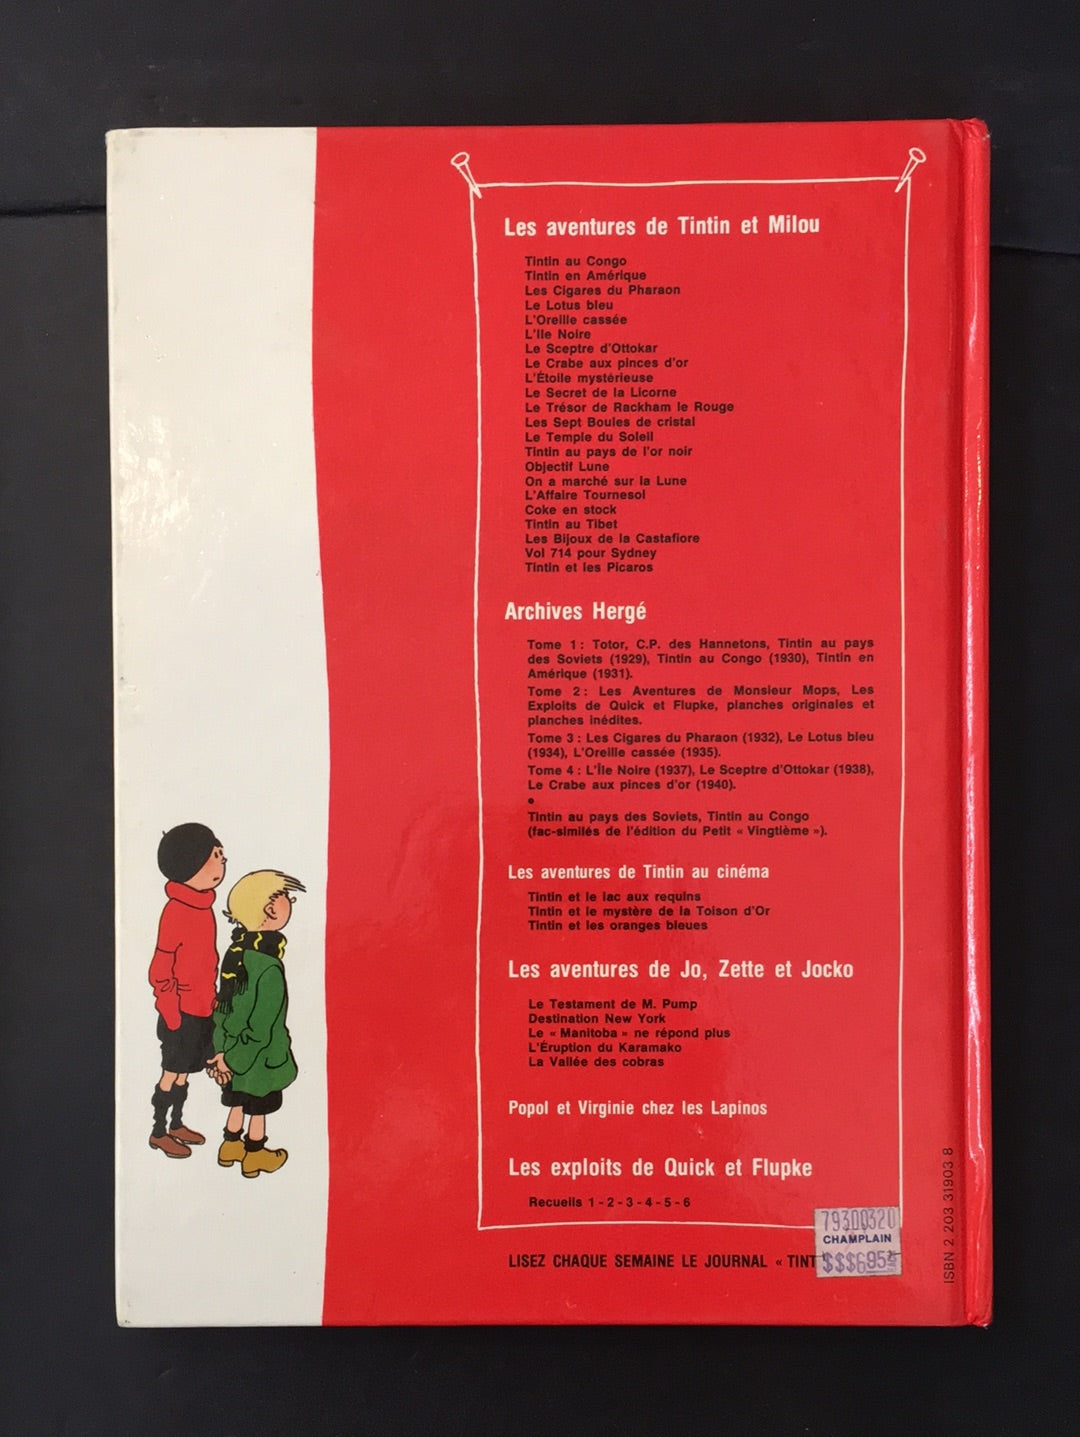 Les aventures de Tintin et Milou
Tintin au Congo
Tintin en Amérique
Les Cigares du Pharaon
Le Lotus bleu
L'Oreille cassée
L'Ile Noire
Le Sceptre d'Ottokar
Le Crabe aux pinces d'or
L'Étoile mystérieuse
Le Secret de la Licorne
Le Trésor de Rackham le Rouge
Les Sept Boules de cristal
Le Temple du Soleil
Tintin au pays de l'or noir
Objectif Lune
On a marché sur la Lune
L'Affaire Tournesol
Coke en stock
Tintin au Tibet
Les Bijoux de la Castafiore
Vol 714 pour Sydney
Tintin et les Picaros
Archives Hergé
Tome 1 : Totor, C.P. des Hannetons, Tintin au pays
des Soviets (1929), Tintin au Congo (1930), Tintin en
Amérique (1931).
Tome 2 : Les Aventures de Monsieur Mops, Les
Exploits de Quick et Flupke, planches originales et
planches inédites.
Tome 3 : Les Cigares du Pharaon (1932), Le Lotus bleu
(1934), L'Oreille cassée (1935).
Tome 4 : L'Île Noire (1937), Le Sceptre d'Ottokar (1938),
Le Crabe aux pinces d'or (1940).
•
Tintin au pays des Soviets, Tintin au Congo
(fac-similés de l'édition du Petit « Vingtième »).
Les aventures de Tintin au cinéma
Tintin et le lac aux requins
Tintin et le mystère de la Toison d'Or
Tintin et les oranges bleues
Les aventures de Jo, Zette et Jocko
Le Testament de M. Pump
Destination New York
Le « Manitoba » ne répond plus
L'Éruption du Karamako
La Vallée des cobras
Popol et Virginie chez les Lapinos
Les exploits de Quick et Flupke
Recueils 1 - 2 - 3 - 4 - 5 - 6
LISEZ CHAQUE SEMAINE LE JOURNAL « TINT
79300320
CHAMPLAIN
$$$6.95
ISBN 2 203 31903 8